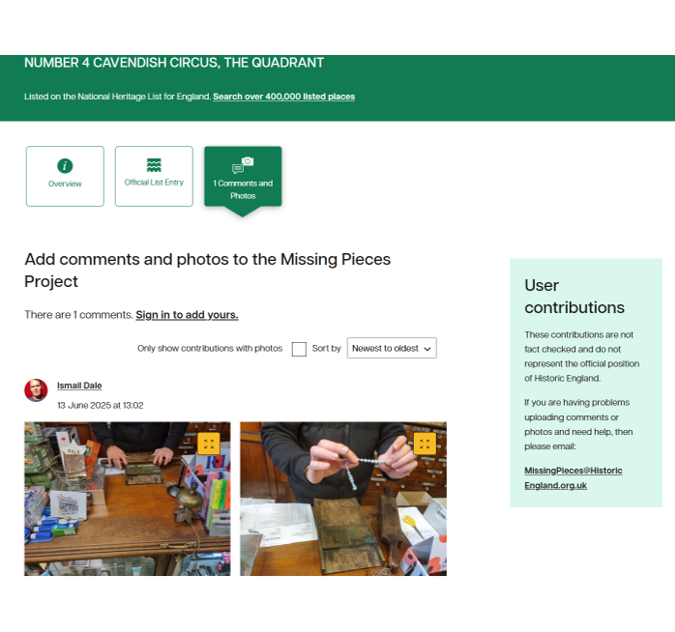 NUMBER 4 CAVENDISH CIRCUS, THE QUADRANT
Listed on the National Heritage List for England. Search over 400,000 listed places
Overview
Official List Entry
1 Comments and
Photos
Add comments and photos to the Missing Pieces
Project
There are 1 comments. Sign in to add yours.
Only show contributions with photos
Sort by
Newest to oldest
Ismail Dale
13 June 2025 at 13:02
User
contributions
These contributions are not
fact checked and do not
represent the official position
of Historic England.
If you are having problems
uploading comments or
photos and need help, then
please email:
MissingPieces@Historic
England.org.uk